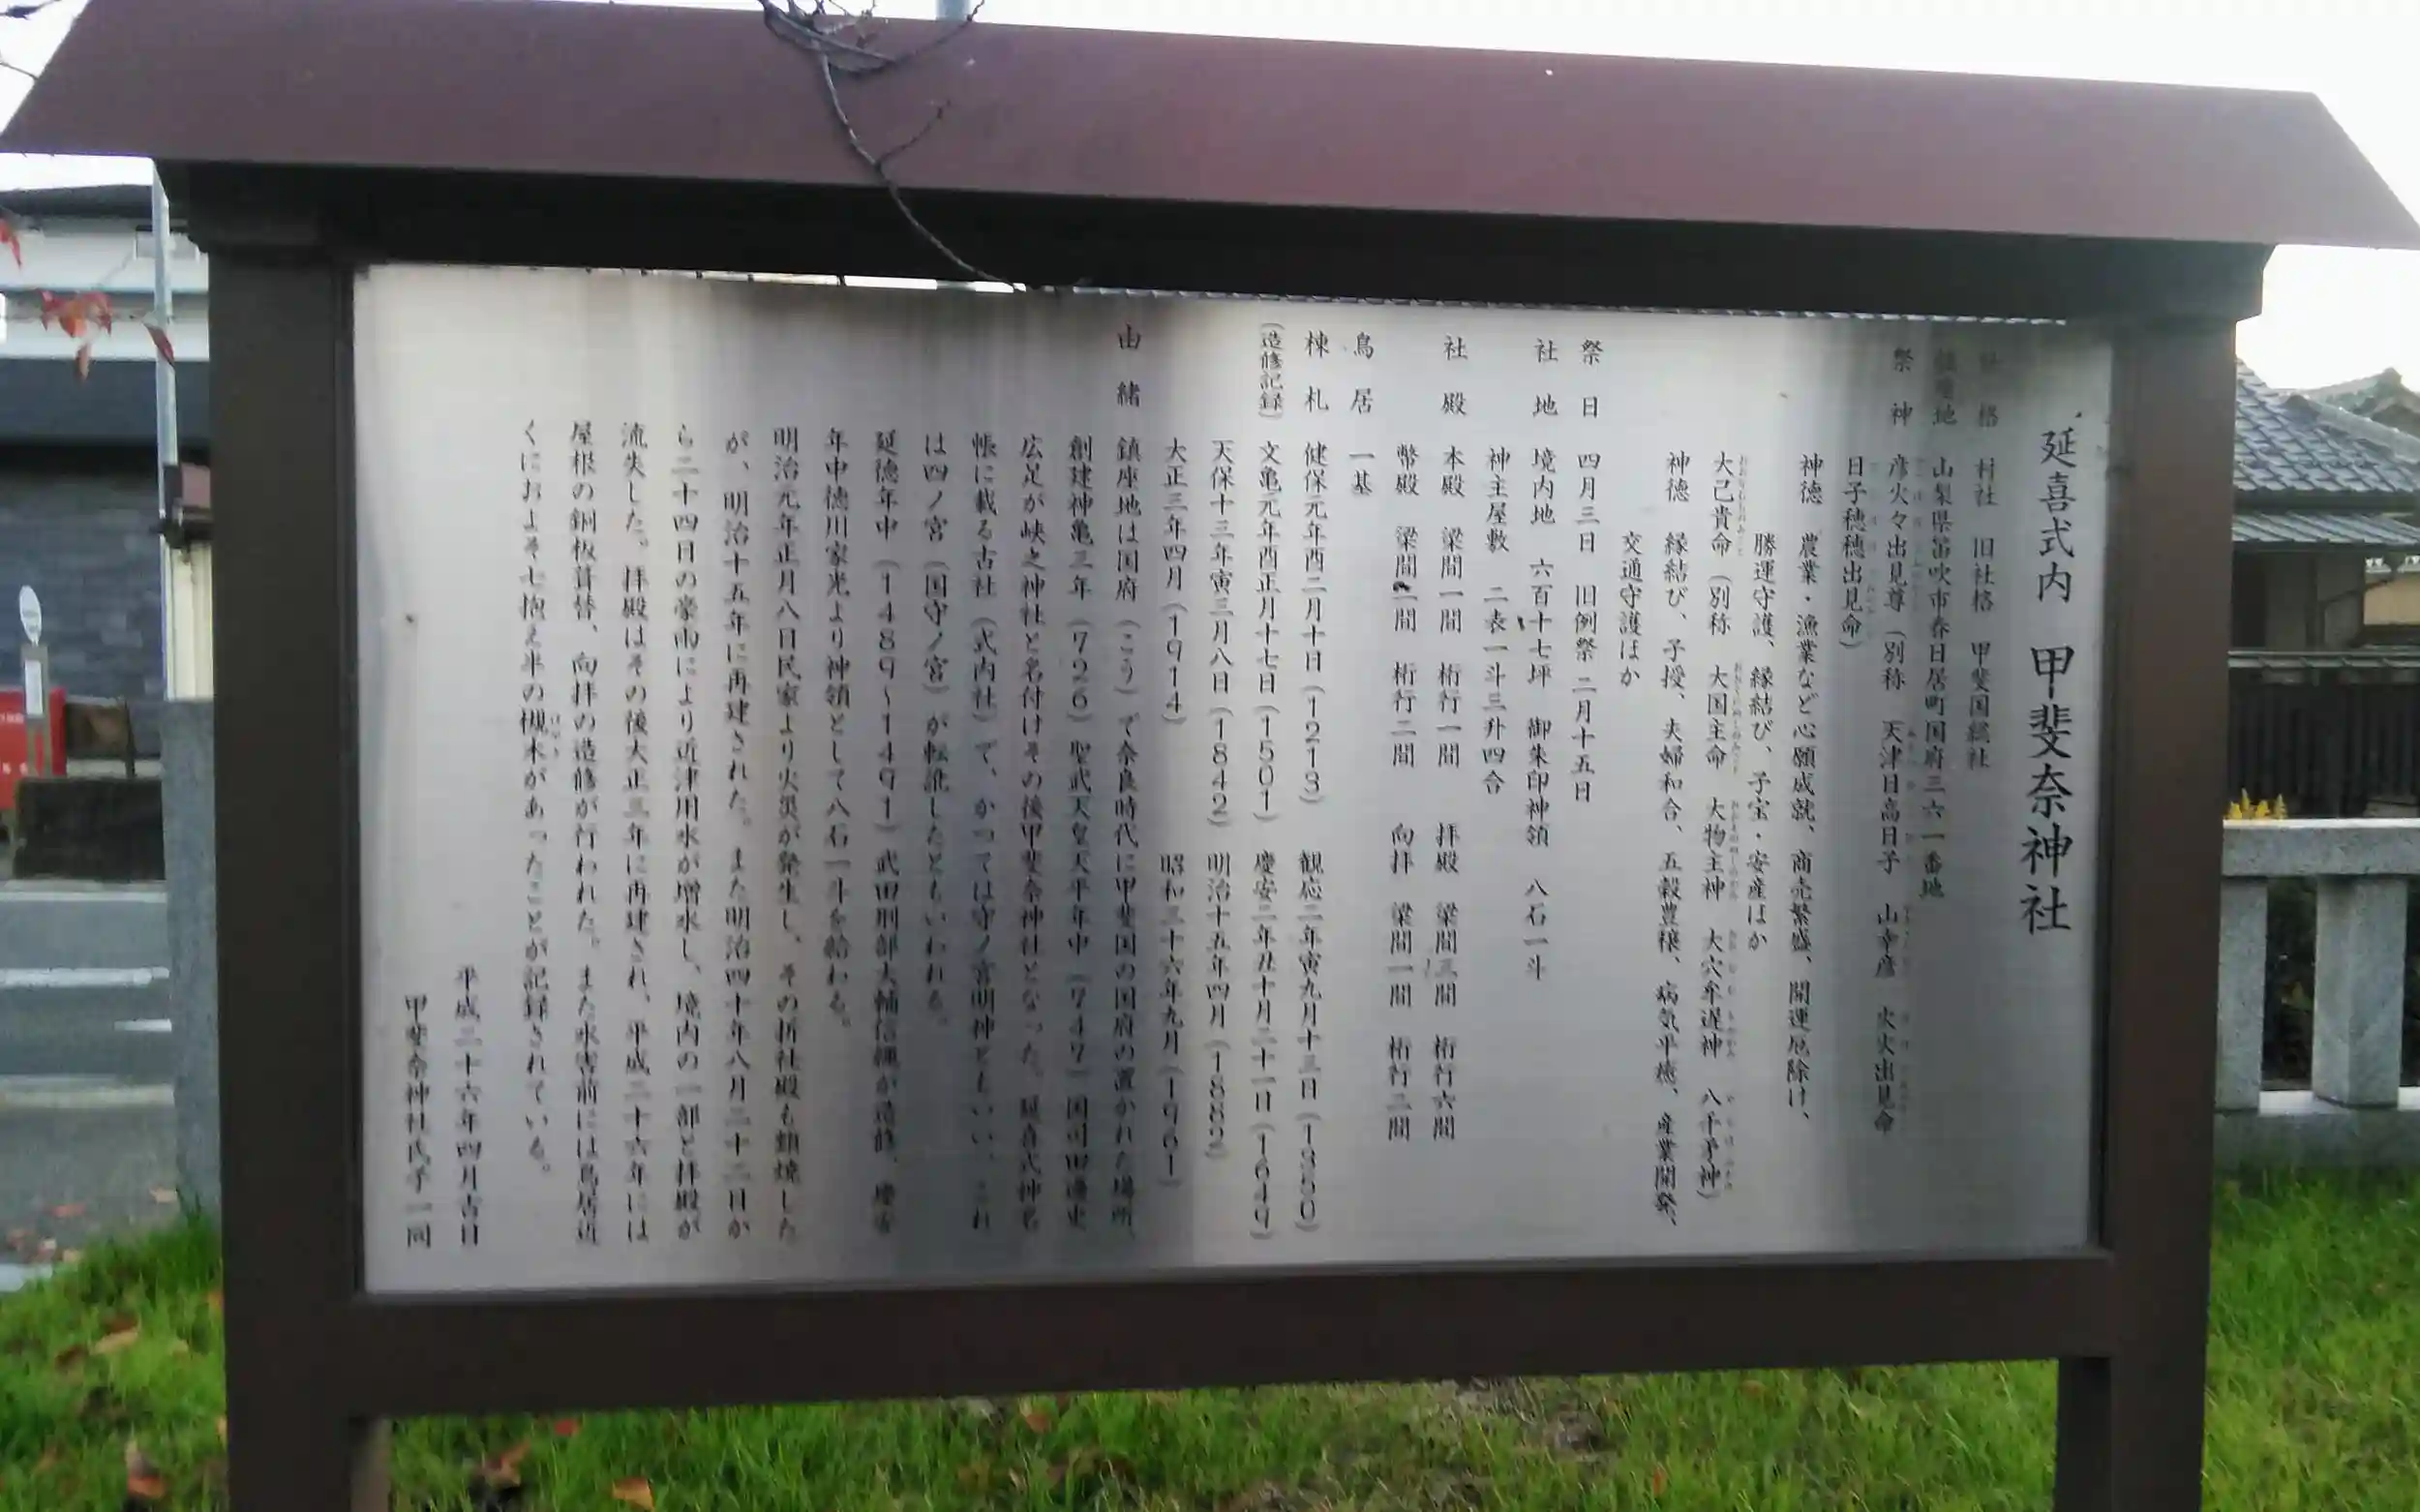 延喜式内 甲斐奈神社
社格 村社 旧社格 甲斐国総社
鎮座地 山梨県笛吹市春日居町国府三六一番地
祭神 彦火々出見尊(別称 天津日高日子 山幸彦 火火出見命
日子穂穂出見命)
神徳 農業・漁業など心願成就、商売繁盛、開運厄除け、
勝運守護、縁結び、子宝・安産ほか
大己貴命(別称 大国主命 大物主神 大穴牟遅神 八千矛神)
神徳 縁結び、子授、夫婦和合、五穀豊穣、病気平癒、産業開発、
交通守護ほか
祭日 四月三日 旧例祭 二月十五日
社地 境内地 六百十七坪 御朱印神領 八石一斗
神主屋敷 二表一斗三升四合
社殿 本殿 梁間一間 桁行一間 拝殿 梁間三間 桁行六間
幣殿 梁間一間 桁行二間 向拝 梁間一間 桁行二間
鳥居 一基
棟札 健保元年酉二月十日(1213) 観応二年寅九月十三日(1350)
(造修記録) 文亀元年酉正月十七日(1501) 慶安二年丑十月二十一日(1649)
天保十三年寅三月八日(1842) 明治十五年四月(1882)
大正三年四月(1914) 昭和三十六年九月(1961)
由緒 鎮座地は国府(こう)で奈良時代に甲斐国の国府の置かれた場所、
創建神亀三年(726)聖武天皇天平年中(747)国司田邊史
広足が峡之神社と名付けその後甲斐奈神社となった。延喜式神名
帳に載る古社(式内社)で、かつては守ノ宮明神ともいい、これ
は四ノ宮(国守ノ宮)が転訛したともいわれる。
延徳年中(1489〜1491)武田刑部大輔信縄が造修、慶安
年中徳川家光より神領として八石一斗を給わる。
明治元年正月八日民家より火災が発生し、その折社殿も類焼した
が、明治十五年に再建された。また明治四十年八月二十二日か
ら二十四日の豪雨により近津用水が増水し、境内の一部と拝殿が
流失した。拝殿はその後大正三年に再建され、平成二十六年には
屋根の銅板葺替、向拝の造修が行われた。また水害前には鳥居近
くにおよそ七抱え半の槻木があったことが記録されている。
平成二十六年四月吉日
甲斐奈神社氏子一同